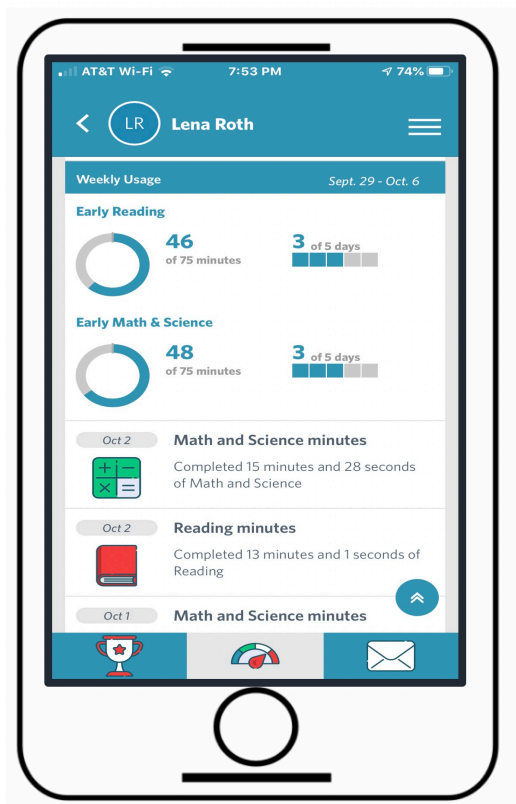 AT&T Wi-Fi 7:53 PM 74%
LR Lena Roth
Weekly Usage Sept. 29 - Oct. 6
Early Reading
46 3 of 5 days
of 75 minutes
Early Math & Science
48 3 of 5 days
of 75 minutes
Oct 2 Math and Science minutes
Completed 15 minutes and 28 seconds
of Math and Science
Oct 2 Reading minutes
Completed 13 minutes and 1 seconds of
Reading
Oct 1 Math and Science minutes